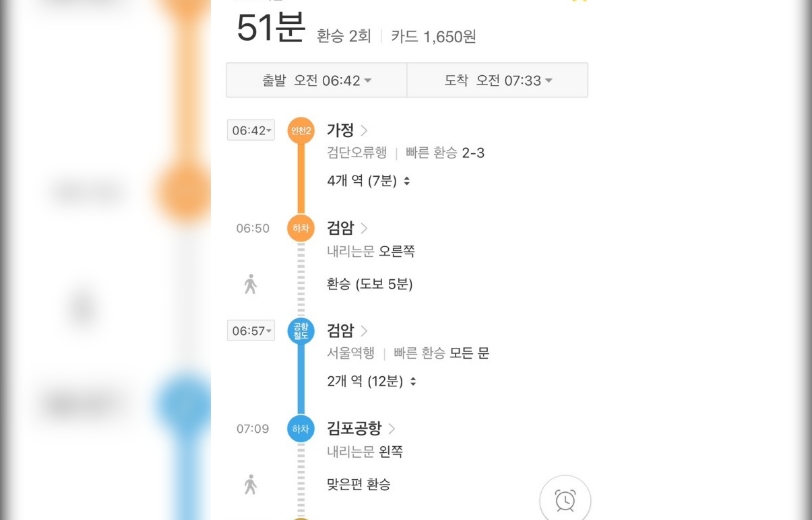 51분 환승 2회 카드 1,650원
출발 오전 06:42 도착 오전 07:33
06:42 인천2 가정
검단오류행 빠른 환승 2-3
4개 역 (7분)
06:50 하차 검암
내리는문 오른쪽
환승 (도보 5분)
06:57 공항철도 검암
서울역행 빠른 환승 모든 문
2개 역 (12분)
07:09 하차 김포공항
내리는문 왼쪽
맞은편 환승